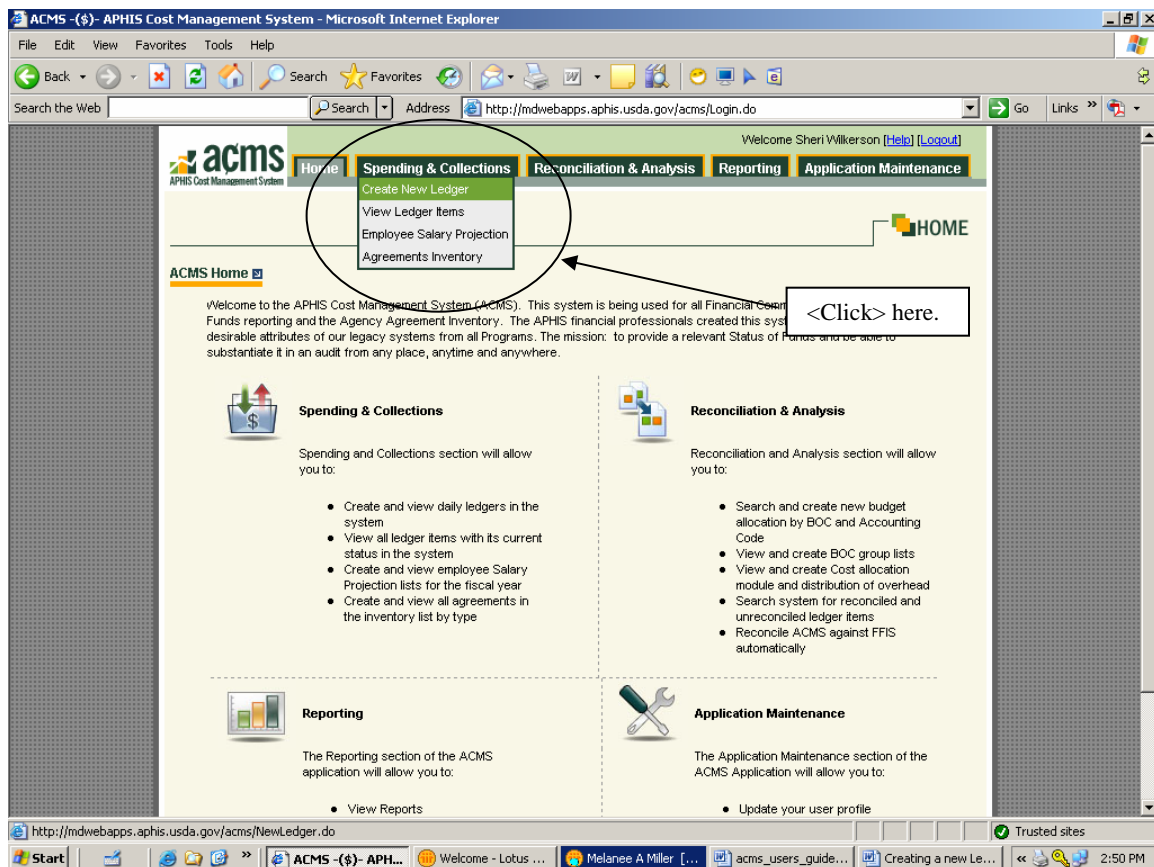 ACMS -($)- APHIS Cost Management System - Microsoft Internet Explorer
File Edit View Favorites Tools Help
Back Search Favorites
Search the Web Search Address http://mdwebapps.aphis.usda.gov/acms/Login.do Go Links »
Welcome Sheri Wilkerson [Help] [Logout]
acms
APHIS Cost Management System
Home Spending & Collections Reconciliation & Analysis Reporting Application Maintenance
Create New Ledger
View Ledger Items
Employee Salary Projection
Agreements Inventory
HOME
ACMS Home
<Click> here.
Welcome to the APHIS Cost Management System (ACMS). This system is being used for all Financial
Funds reporting and the Agency Agreement Inventory. The APHIS financial professionals created this
desirable attributes of our legacy systems from all Programs. The mission: to provide a relevant Status of Funds and be able to
substantiate it in an audit from any place, anytime and anywhere.
Spending & Collections
Spending and Collections section will allow
you to:
● Create and view daily ledgers in the
system
● View all ledger items with its current
status in the system
● Create and view employee Salary
Projection lists for the fiscal year
● Create and view all agreements in
the inventory list by type
Reconciliation & Analysis
Reconciliation and Analysis section will allow
you to:
● Search and create new budget
allocation by BOC and Accounting
Code
● View and create BOC group lists
● View and create Cost allocation
module and distribution of overhead
● Search system for reconciled and
unreconciled ledger items
● Reconcile ACMS against FFIS
automatically
Reporting
The Reporting section of the ACMS
application will allow you to:
● View Reports
Application Maintenance
The Application Maintenance section of the
ACMS Application will allow you to:
● Update your user profile
http://mdwebapps.aphis.usda.gov/acms/NewLedger.do Trusted sites
Start » ACMS -($)- APH... Welcome - Lotus ... Melanee A Miller [... acms_users_guide... Creating a new Le... « 2:50 PM